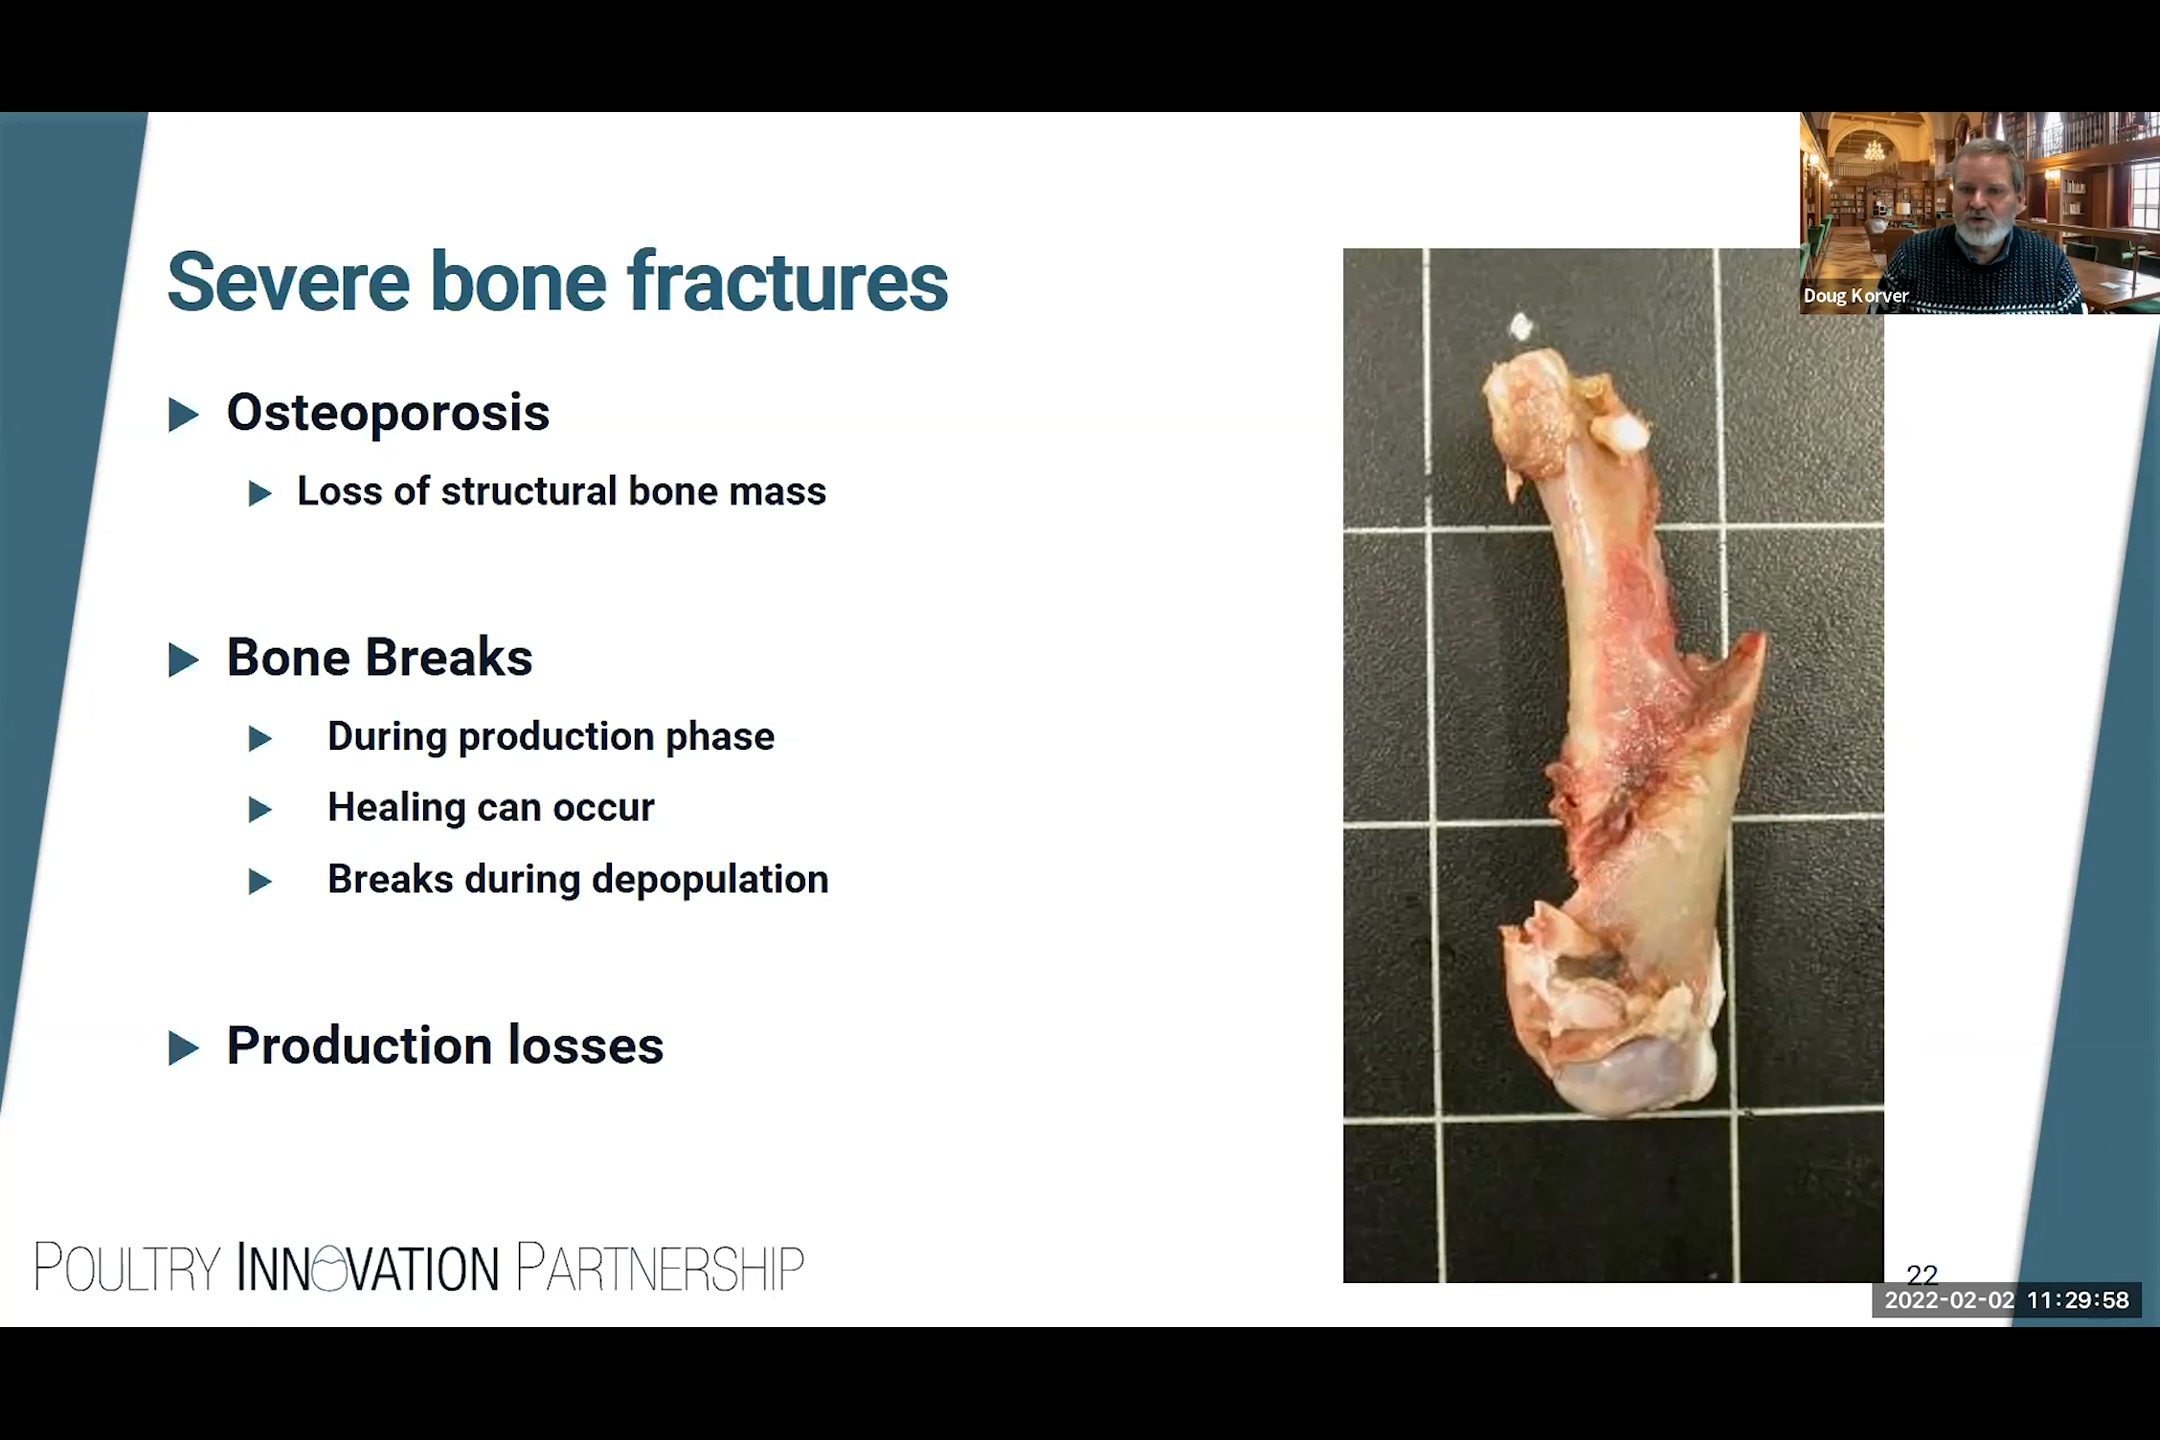 Severe bone fractures
Osteoporosis
Loss of structural bone mass
Bone Breaks
During production phase
Healing can occur
Breaks during depopulation
Production losses
Doug Korver
POULTRY INNOVATION PARTNERSHIP
22
2022-02-02 11:29:58